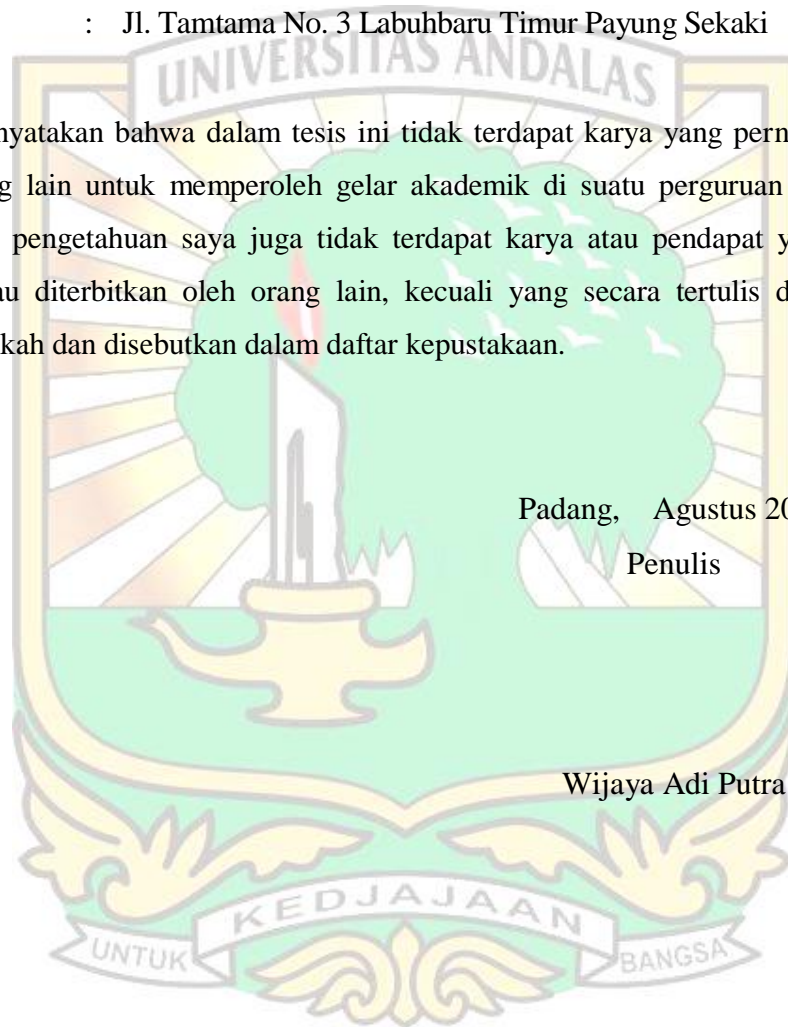 : Jl. Tamtama No. 3 Labuhbaru Timur Payung Sekaki
UNIVERSITAS ANDALAS
nyatakan bahwa dalam tesis ini tidak terdapat karya yang pern
g lain untuk memperoleh gelar akademik di suatu perguruan
pengetahuan saya juga tidak terdapat karya atau pendapat y
au diterbitkan oleh orang lain, kecuali yang secara tertulis d
kah dan disebutkan dalam daftar kepustakaan.
Padang, Agustus 20
Penulis
Wijaya Adi Putra
KEDJAJAAN
UNTUK BANGSA